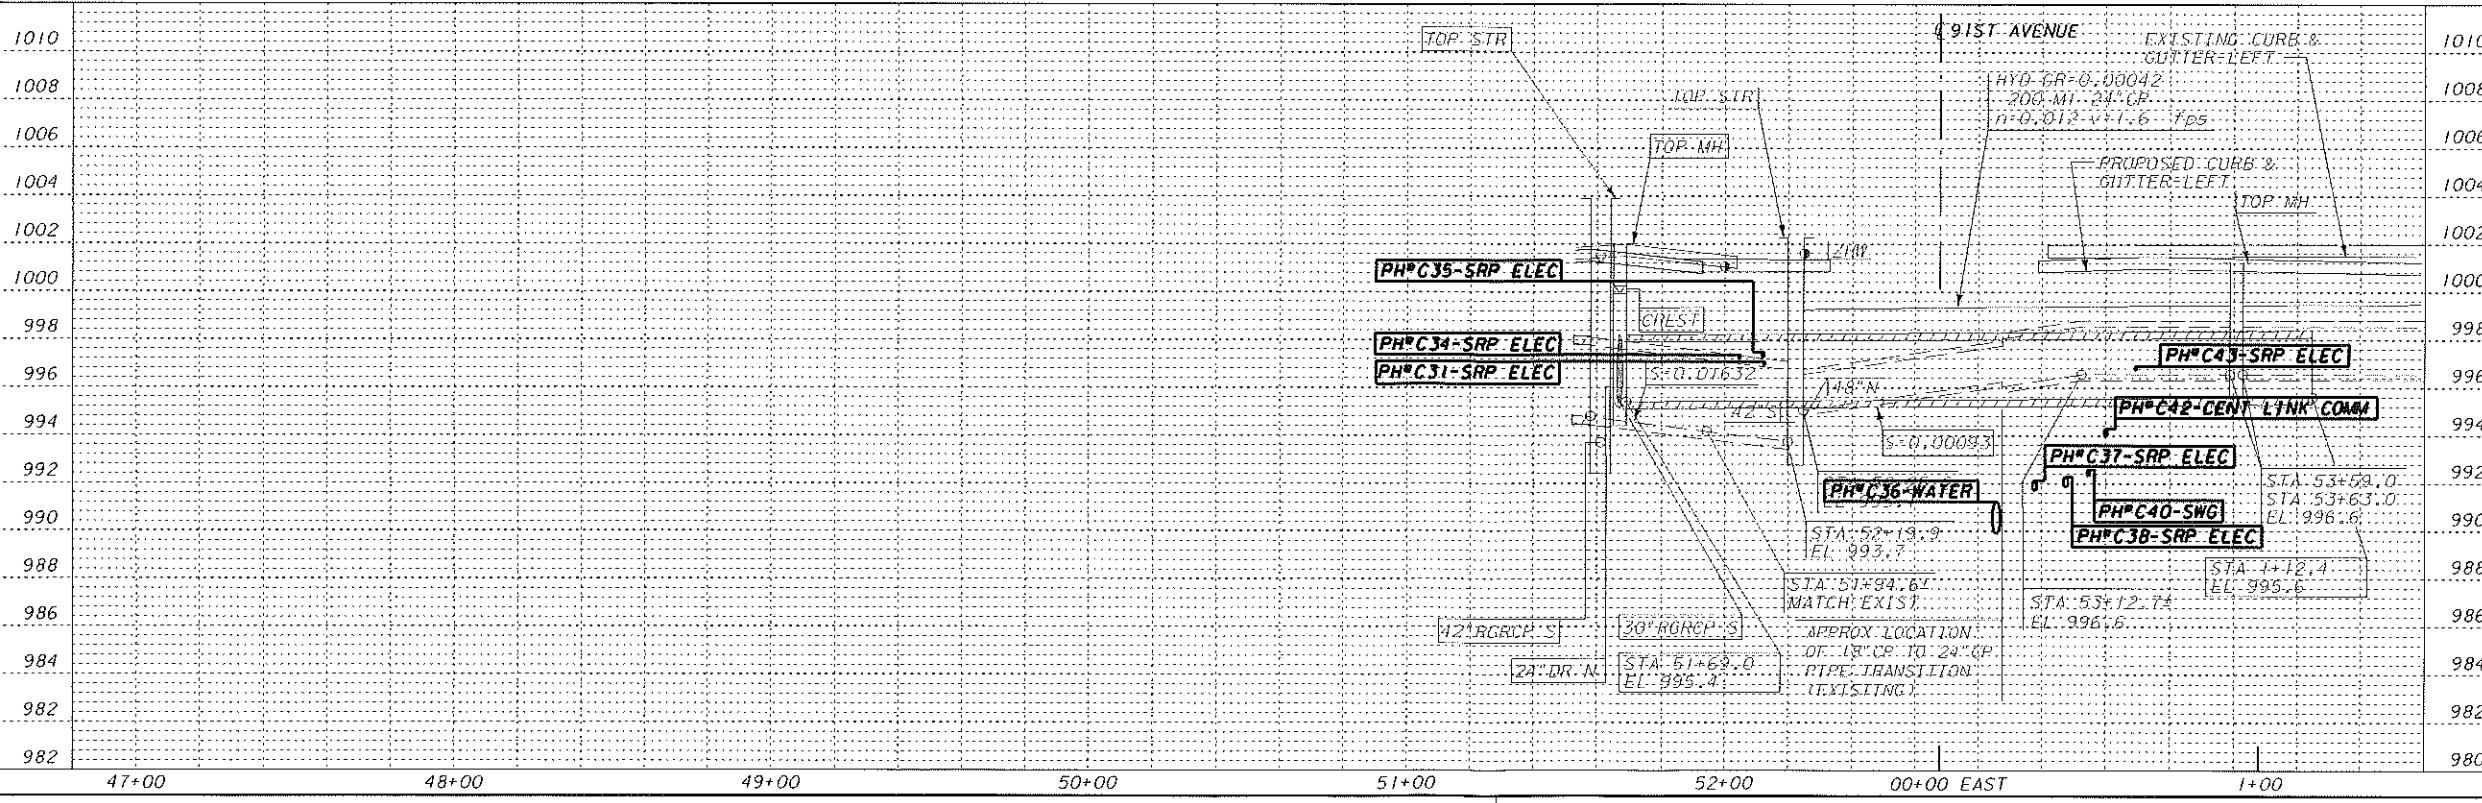 1010
1008
1006
1004
1002
1000
998
996
994
992
990
988
986
984
982
982
TOP STR
TOP STR
TOP MH
℄ 91ST AVENUE
EXISTING CURB &
GUTTER-LEFT
HYD GR=0.00042
200 MI 24"CP
n=0.012 v=1.6 fps
PROPOSED CURB &
GUTTER-LEFT
TOP MH
PH#C35-SRP ELEC
CREST
PH#C34-SRP ELEC
PH#C31-SRP ELEC
S=0.01632
48"N
42"S
S=0.00093
PH#C43-SRP ELEC
PH#C42-CENT LINK COMM
PH#C37-SRP ELEC
PH#C36-WATER
PH#C40-SWG
PH#C38-SRP ELEC
STA 53+59.0
STA 53+63.0
EL 996.6
STA 52+19.9
EL 993.7
STA 51+94.6±
MATCH EXIST
STA 53+12.7±
EL 996.6
STA 1+12.4
EL 995.6
42"RGRCP S
30"RGRCP S
24"DR N
STA 51+69.0
EL 995.4
APPROX LOCATION
OF 18"CP TO 24"CP
PIPE TRANSITION
(EXISITNG)
1010
1008
1006
1004
1002
1000
998
996
994
992
990
988
986
984
982
980
47+00
48+00
49+00
50+00
51+00
52+00
00+00 EAST
1+00